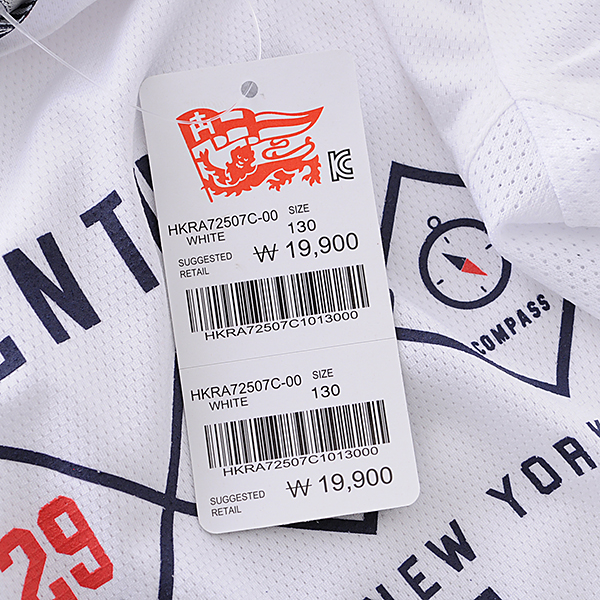 HKRA72507C-00 SIZE
WHITE 130
SUGGESTED
RETAIL ₩ 19,900
HKRA72507C1013000
HKRA72507C-00 SIZE
WHITE 130
HKRA72507C1013000
SUGGESTED
RETAIL ₩ 19,900
COMPASS
NEW YORK
29